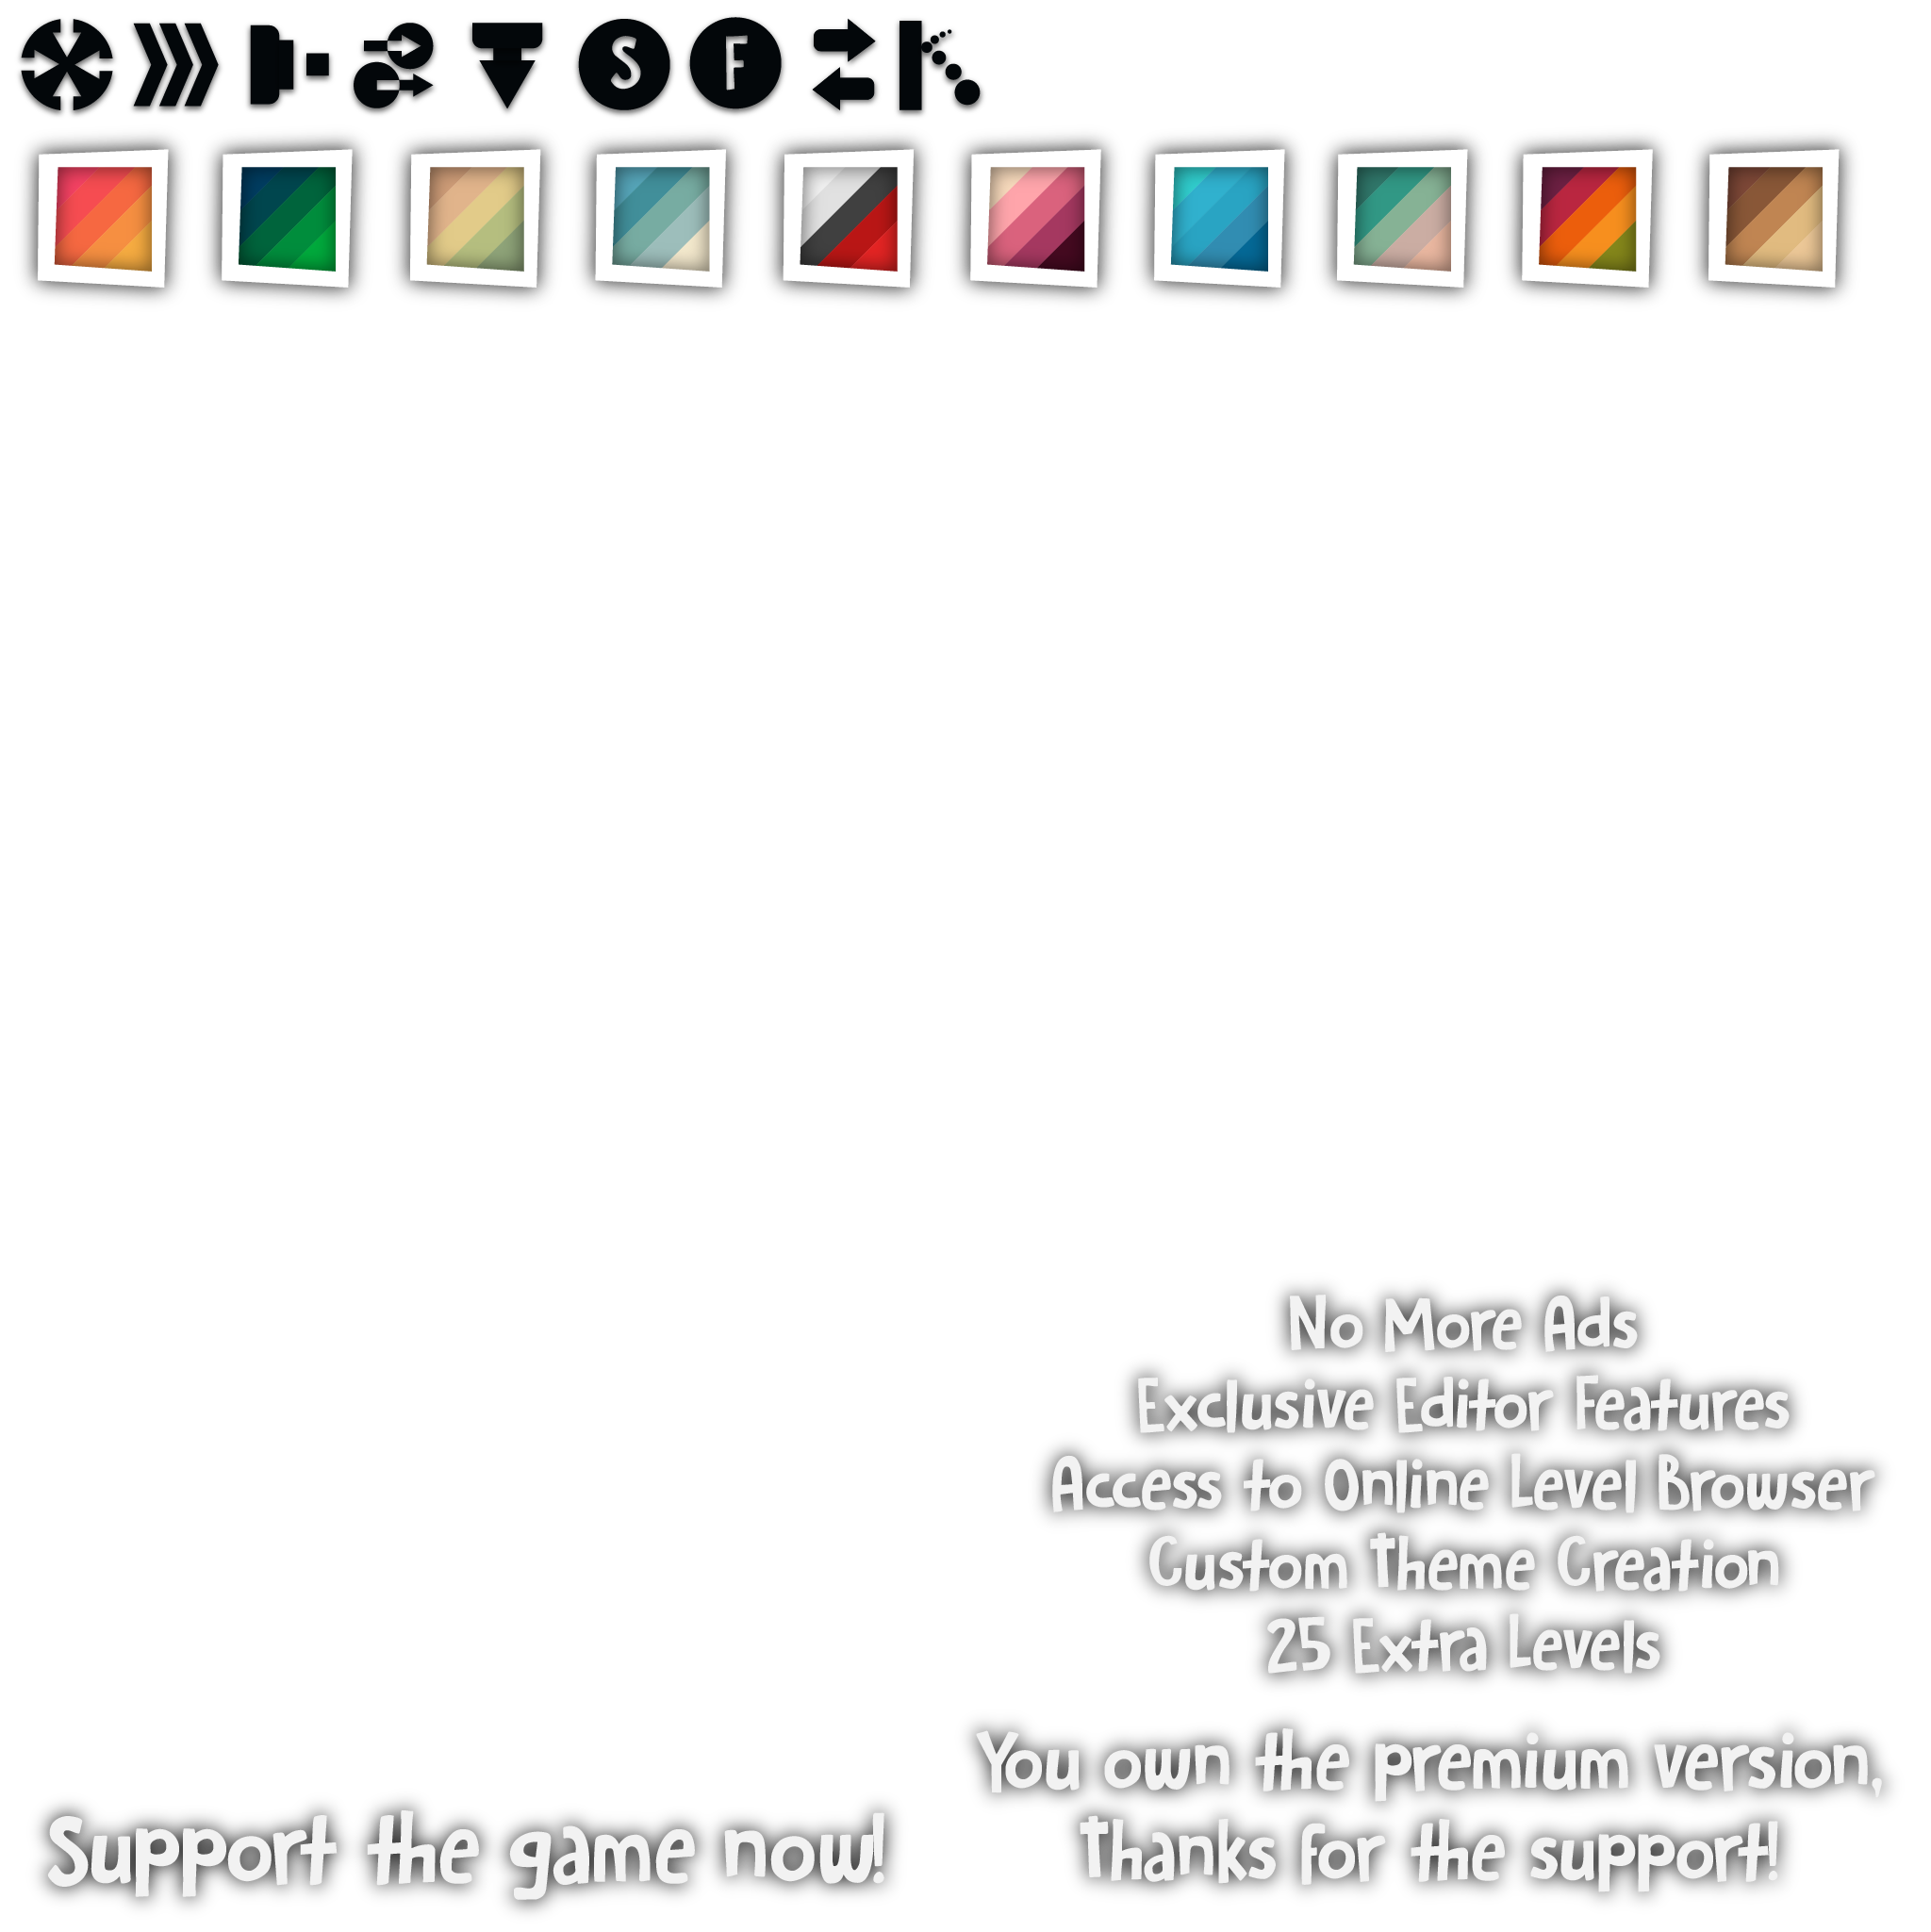 S F
No More Ads
Exclusive Editor Features
Access to Online Level Browser
Custom Theme Creation
25 Extra Levels
You own the premium version,
Thanks for the support!
Support the game now!